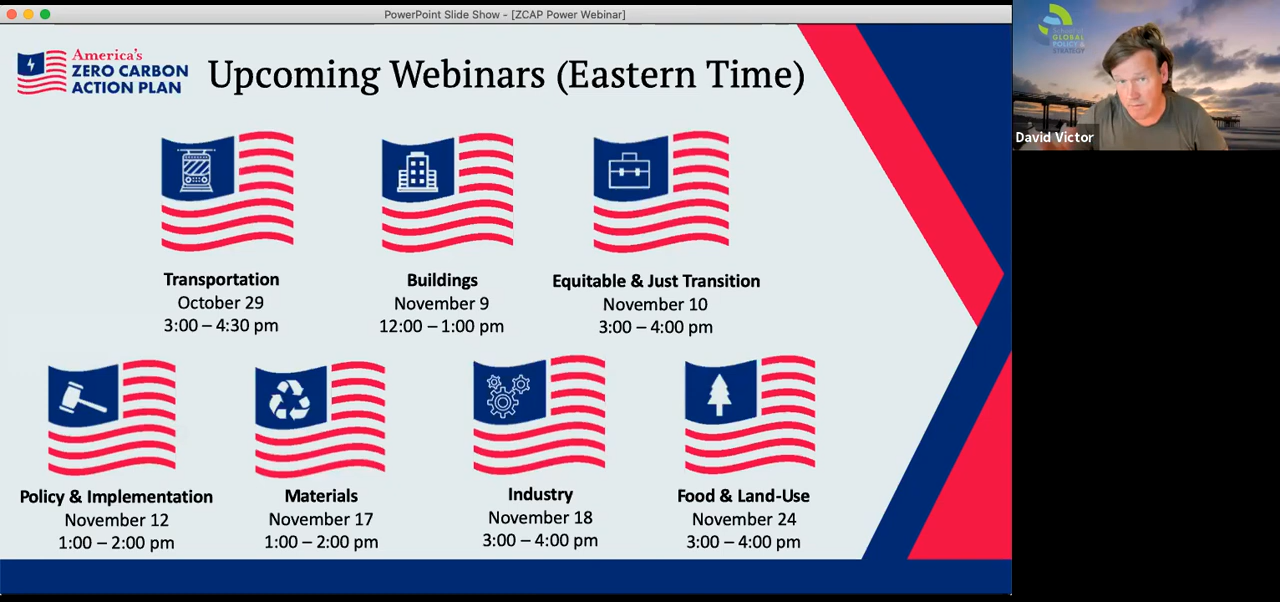 PowerPoint Slide Show - [ZCAP Power Webinar]
America's
ZERO CARBON
ACTION PLAN
Upcoming Webinars (Eastern Time)
Transportation
October 29
3:00 – 4:30 pm
Buildings
November 9
12:00 – 1:00 pm
Equitable & Just Transition
November 10
3:00 – 4:00 pm
Policy & Implementation
November 12
1:00 – 2:00 pm
Materials
November 17
1:00 – 2:00 pm
Industry
November 18
3:00 – 4:00 pm
Food & Land-Use
November 24
3:00 – 4:00 pm
GLOBAL
POLICY &
STRATEGY
David Victor